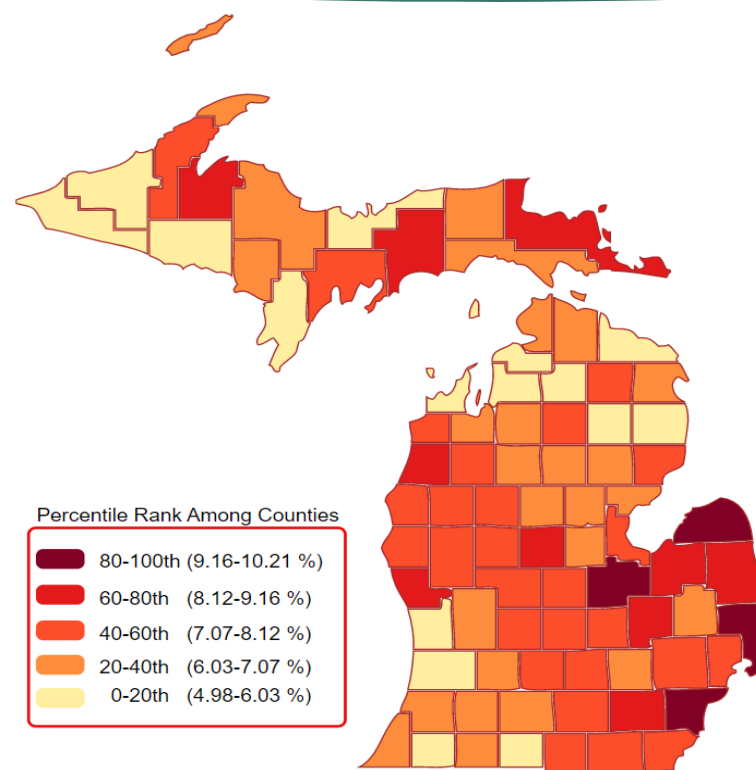 Percentile Rank Among Counties
80-100th (9.16-10.21 %)
60-80th (8.12-9.16 %)
40-60th (7.07-8.12 %)
20-40th (6.03-7.07 %)
0-20th (4.98-6.03 %)